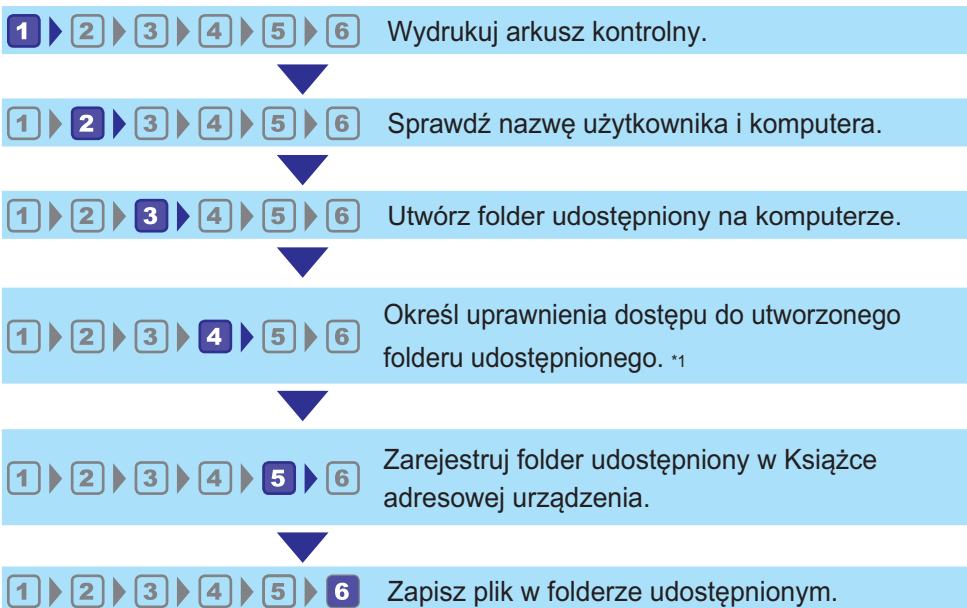 1 2 3 4 5 6 Wydrukuj arkusz kontrolny.
1 2 3 4 5 6 Sprawdź nazwę użytkownika i komputera.
1 2 3 4 5 6 Utwórz folder udostępniony na komputerze.
1 2 3 4 5 6 Określ uprawnienia dostępu do utworzonego
folderu udostępnionego. *1
1 2 3 4 5 6 Zarejestruj folder udostępniony w Książce
adresowej urządzenia.
1 2 3 4 5 6 Zapisz plik w folderze udostępnionym.